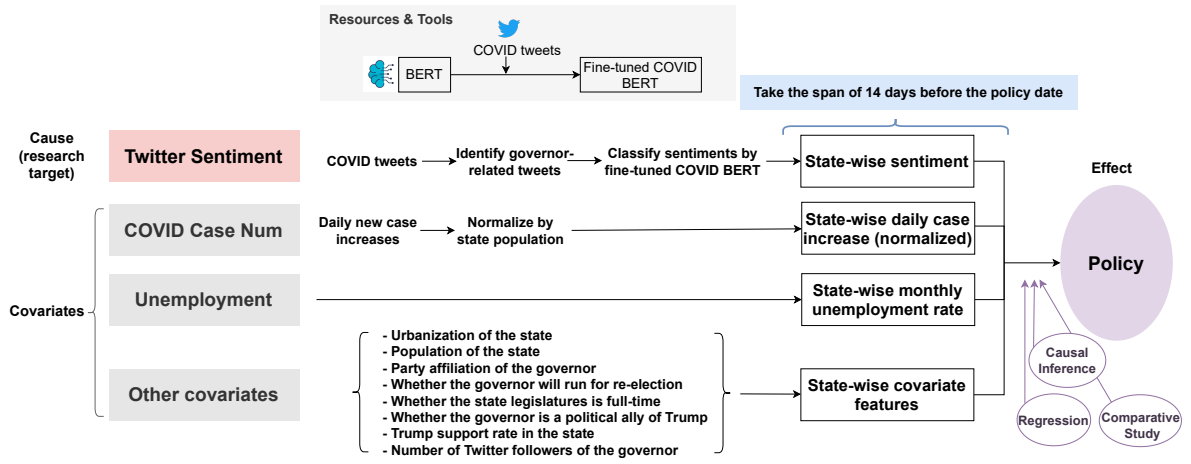 Resources & Tools
COVID tweets
BERT
Fine-tuned COVID
BERT
Take the span of 14 days before the policy date
Cause
(research
target)
Twitter Sentiment
COVID tweets
Identify governor-
related tweets
Classify sentiments by
fine-tuned COVID BERT
State-wise sentiment
Effect
Covariates
COVID Case Num
Daily new case
increases
Normalize by
state population
State-wise daily case
increase (normalized)
Policy
Unemployment
State-wise monthly
unemployment rate
Other covariates
- Urbanization of the state
- Population of the state
- Party affiliation of the governor
- Whether the governor will run for re-election
- Whether the state legislatures is full-time
- Whether the governor is a political ally of Trump
- Trump support rate in the state
- Number of Twitter followers of the governor
State-wise covariate
features
Causal
Inference
Regression
Comparative
Study